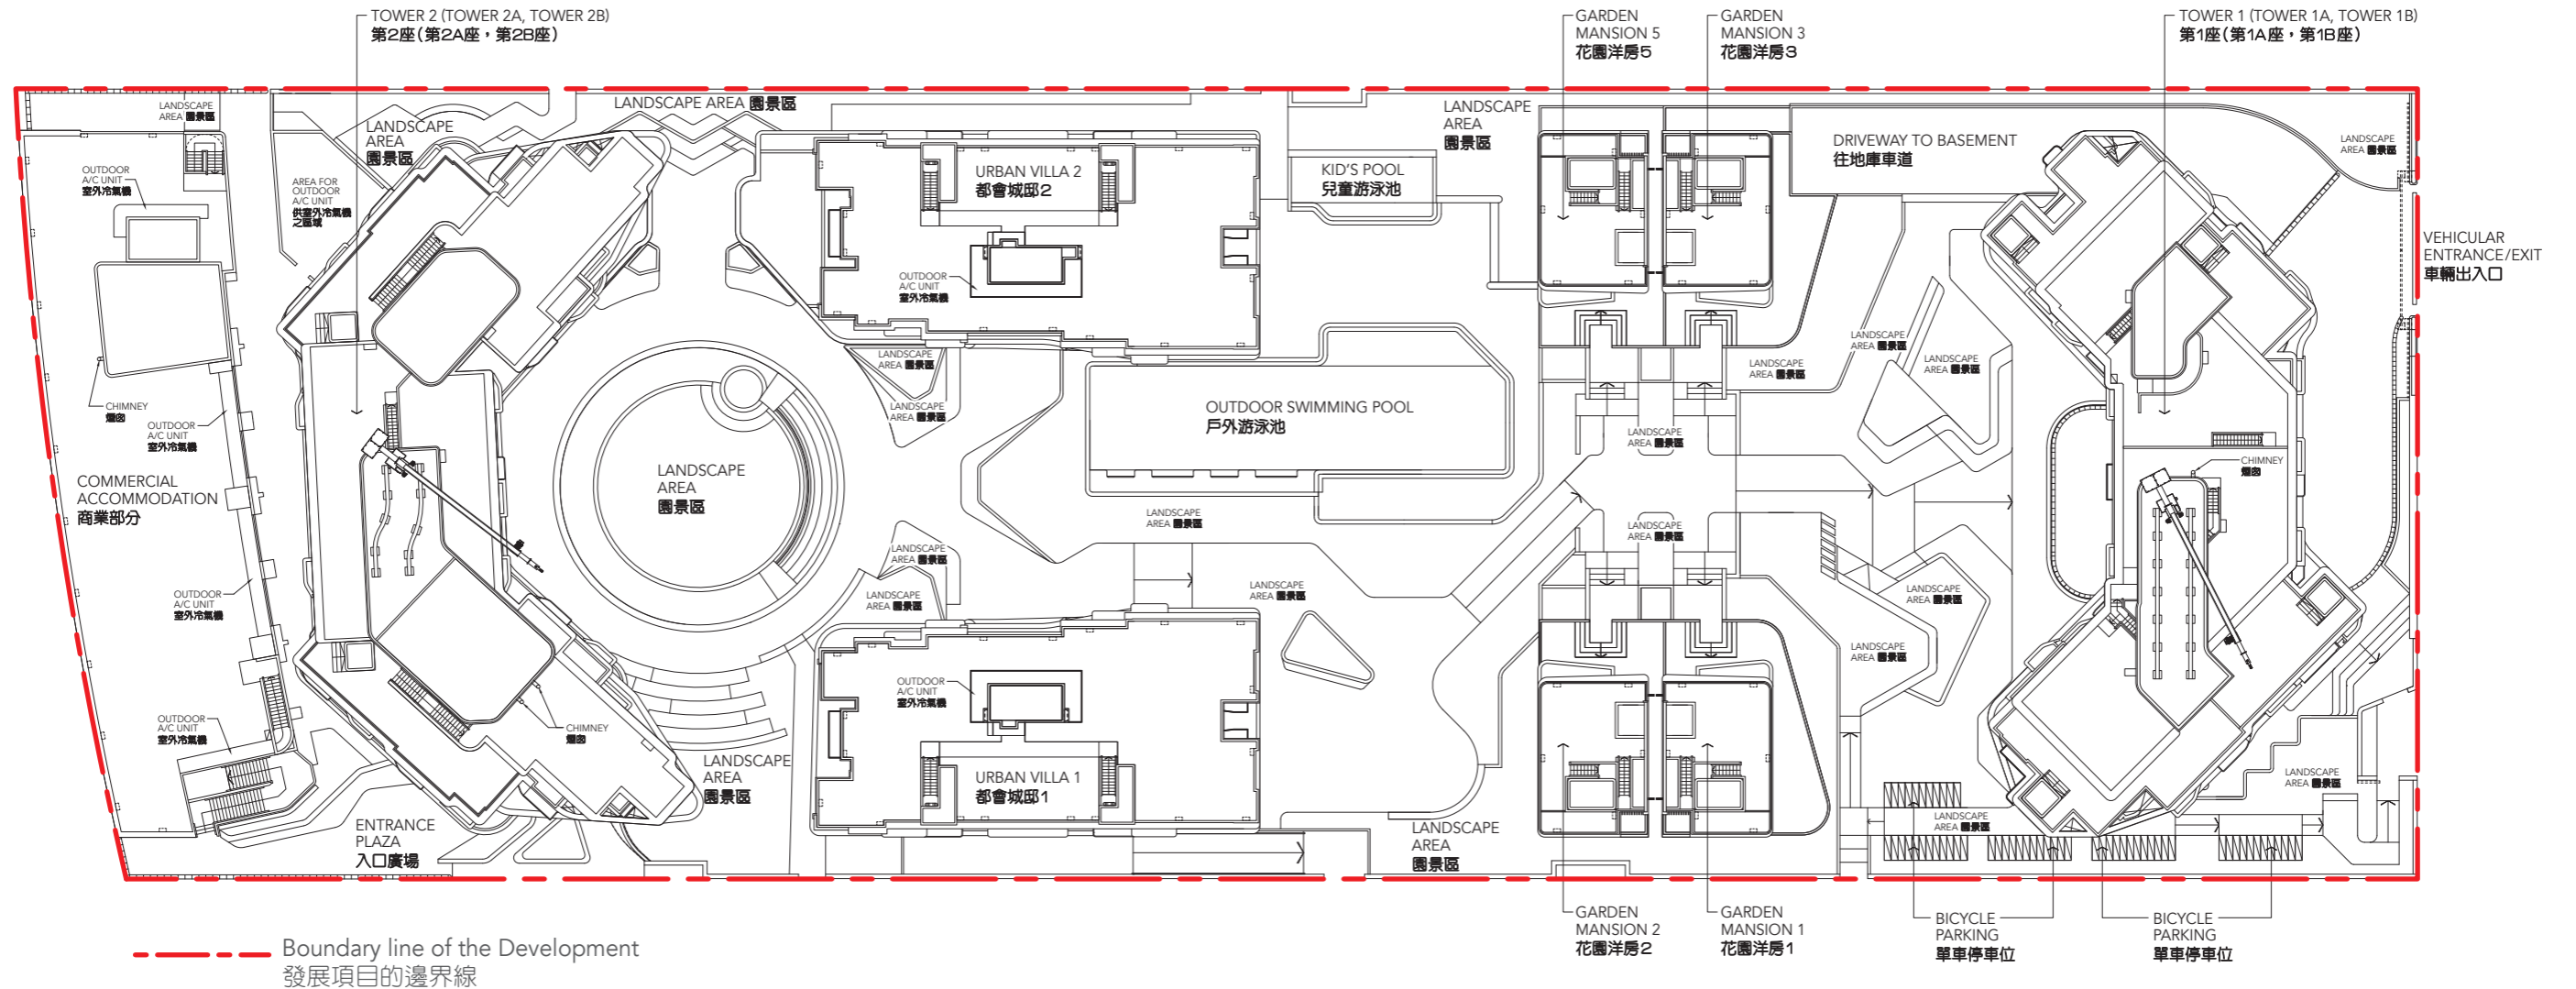 TOWER 2 (TOWER 2A, TOWER 2B)
第2座(第2A座，第2B座)
GARDEN
MANSION 5
花園洋房5
GARDEN
MANSION 3
花園洋房3
TOWER 1 (TOWER 1A, TOWER 1B)
第1座(第1A座，第1B座)
LANDSCAPE
AREA 園景區
LANDSCAPE
AREA
園景區
LANDSCAPE AREA 園景區
LANDSCAPE
AREA
園景區
DRIVEWAY TO BASEMENT
往地庫車道
LANDSCAPE
AREA 園景區
OUTDOOR
A/C UNIT
室外冷氣機
AREA FOR
OUTDOOR
A/C UNIT
供室外冷氣機
之區域
URBAN VILLA 2
都會城邸2
KID'S POOL
兒童游泳池
VEHICULAR
ENTRANCE/EXIT
車輛出入口
OUTDOOR
A/C UNIT
室外冷氣機
LANDSCAPE
AREA 園景區
LANDSCAPE
AREA 園景區
LANDSCAPE
AREA 園景區
LANDSCAPE
AREA 園景區
LANDSCAPE
AREA 園景區
CHIMNEY
煙囪
OUTDOOR
A/C UNIT
室外冷氣機
OUTDOOR SWIMMING POOL
戶外游泳池
LANDSCAPE
AREA 園景區
CHIMNEY
煙囪
COMMERCIAL
ACCOMMODATION
商業部分
LANDSCAPE
AREA
園景區
LANDSCAPE
AREA 園景區
LANDSCAPE
AREA 園景區
LANDSCAPE
AREA 園景區
LANDSCAPE
AREA 園景區
LANDSCAPE
AREA 園景區
LANDSCAPE
AREA 園景區
OUTDOOR
A/C UNIT
室外冷氣機
LANDSCAPE
AREA 園景區
OUTDOOR
A/C UNIT
室外冷氣機
OUTDOOR
A/C UNIT
室外冷氣機
CHIMNEY
煙囪
LANDSCAPE
AREA
園景區
URBAN VILLA 1
都會城邸1
LANDSCAPE
AREA 園景區
ENTRANCE
PLAZA
入口廣場
LANDSCAPE
AREA
園景區
LANDSCAPE
AREA 園景區
GARDEN
MANSION 2
花園洋房2
GARDEN
MANSION 1
花園洋房1
BICYCLE
PARKING
單車停車位
BICYCLE
PARKING
單車停車位
Boundary line of the Development
發展項目的邊界線